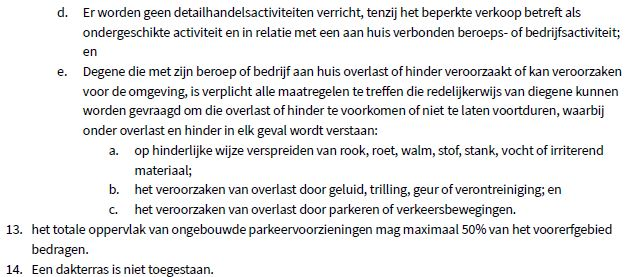 d. Er worden geen detailhandelsactiviteiten verricht, tenzij het beperkte verkoop betreft als
ondergeschikte activiteit en in relatie met een aan huis verbonden beroeps- of bedrijfsactiviteit;
en
e. Degene die met zijn beroep of bedrijf aan huis overlast of hinder veroorzaakt of kan veroorzaken
voor de omgeving, is verplicht alle maatregelen te treffen die redelijkerwijs van diegene kunnen
worden gevraagd om die overlast of hinder te voorkomen of niet te laten voortduren, waarbij
onder overlast en hinder in elk geval wordt verstaan:
a. op hinderlijke wijze verspreiden van rook, roet, walm, stof, stank, vocht of irriterend
materiaal;
b. het veroorzaken van overlast door geluid, trilling, geur of verontreiniging; en
c. het veroorzaken van overlast door parkeren of verkeersbewegingen.
13. het totale oppervlak van ongebouwde parkeervoorzieningen mag maximaal 50% van het voorerfgebied
bedragen.
14. Een dakterras is niet toegestaan.